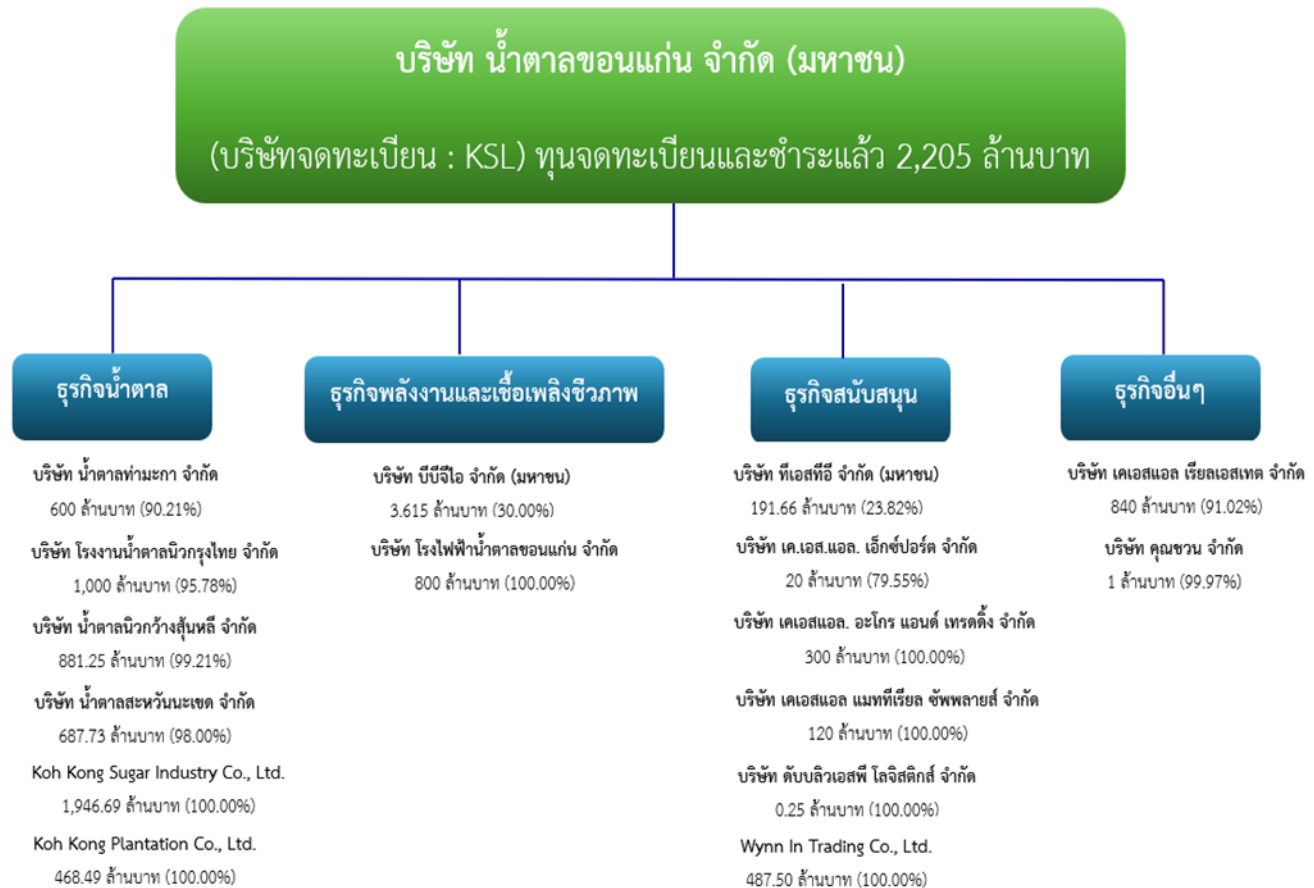 บริษัท น้ำตาลขอนแก่น จำกัด (มหาชน)
(บริษัทจดทะเบียน : KSL) ทุนจดทะเบียนและชำระแล้ว 2,205 ล้านบาท
ธุรกิจน้ำตาล
บริษัท น้ำตาลท่ามะกา จำกัด
600 ล้านบาท (90.21%)
บริษัท โรงงานน้ำตาลนิวกรุงไทย จำกัด
1,000 ล้านบาท (95.78%)
บริษัท น้ำตาลนิวกว้างสุ้นหลี จำกัด
881.25 ล้านบาท (99.21%)
บริษัท น้ำตาลสะหวันนะเขด จำกัด
687.73 ล้านบาท (98.00%)
Koh Kong Sugar Industry Co., Ltd.
1,946.69 ล้านบาท (100.00%)
Koh Kong Plantation Co., Ltd.
468.49 ล้านบาท (100.00%)
ธุรกิจพลังงานและเชื้อเพลิงชีวภาพ
บริษัท บีบีจีไอ จำกัด (มหาชน)
3.615 ล้านบาท (30.00%)
บริษัท โรงไฟฟ้าน้ำตาลขอนแก่น จำกัด
800 ล้านบาท (100.00%)
ธุรกิจสนับสนุน
บริษัท ทีเอสทีอี จำกัด (มหาชน)
191.66 ล้านบาท (23.82%)
บริษัท เค.เอส.แอล. เอ็กซ์ปอร์ต จำกัด
20 ล้านบาท (79.55%)
บริษัท เคเอสแอล. อะโกร แอนด์ เทรดดิ้ง จำกัด
300 ล้านบาท (100.00%)
บริษัท เคเอสแอล แมททีเรียล ซัพพลายส์ จำกัด
120 ล้านบาท (100.00%)
บริษัท ดับบลิวเอสพี โลจิสติกส์ จำกัด
0.25 ล้านบาท (100.00%)
Wynn In Trading Co., Ltd.
487.50 ล้านบาท (100.00%)
ธุรกิจอื่นๆ
บริษัท เคเอสแอล เรียลเอสเทต จำกัด
840 ล้านบาท (91.02%)
บริษัท คุณชวน จำกัด
1 ล้านบาท (99.97%)